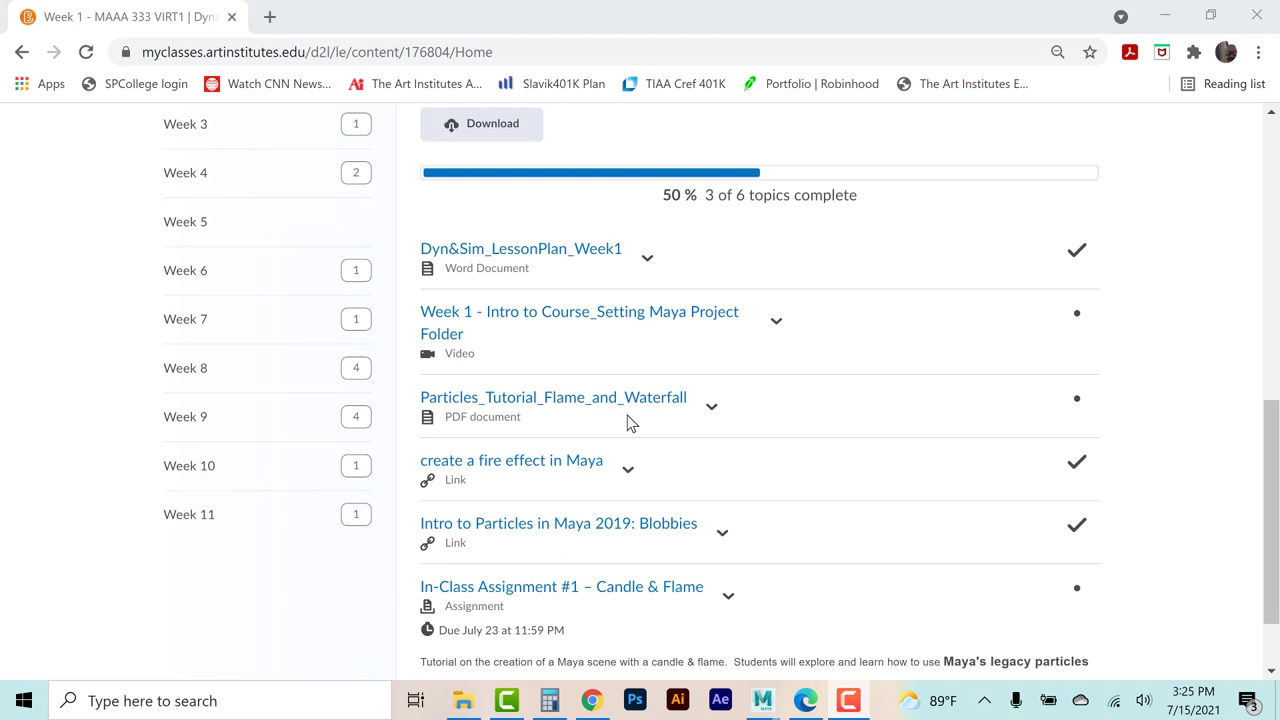 Week 1 - MAAA 333 VIRT1 | Dyna
myclasses.artinstitutes.edu/d2l/le/content/176804/Home
Apps SPCollege login Watch CNN News... The Art Institutes A... Slavik401K Plan TIAA Cref 401K Portfolio | Robinhood The Art Institutes E... Reading list
Week 3 1
Week 4 2
Week 5
Week 6 1
Week 7 1
Week 8 4
Week 9 4
Week 10 1
Week 11 1
Download
50 % 3 of 6 topics complete
Dyn&Sim_LessonPlan_Week1
Word Document
Week 1 - Intro to Course_Setting Maya Project
Folder
Video
Particles_Tutorial_Flame_and_Waterfall
PDF document
create a fire effect in Maya
Link
Intro to Particles in Maya 2019: Blobbies
Link
In-Class Assignment #1 – Candle & Flame
Assignment
Due July 23 at 11:59 PM
Tutorial on the creation of a Maya scene with a candle & flame. Students will explore and learn how to use Maya's legacy particles
Type here to search
Ps Ai Ae
89°F
3:25 PM
7/15/2021
3